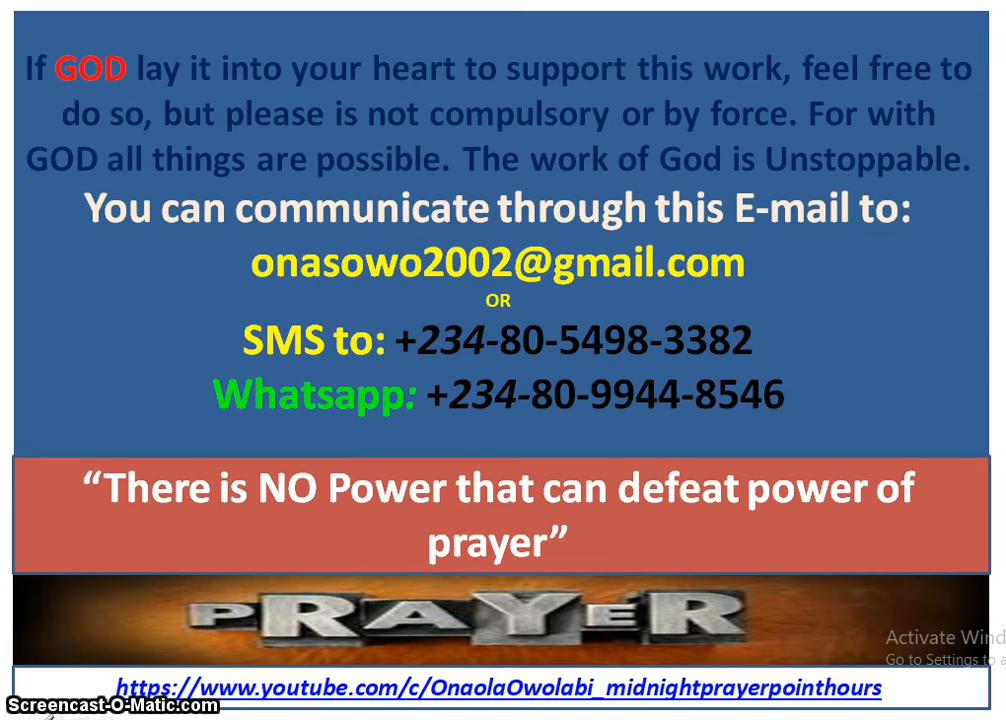 If GOD lay it into your heart to support this work, feel free to
do so, but please is not compulsory or by force. For with
GOD all things are possible. The work of God is Unstoppable.
You can communicate through this E-mail to:
onasowo2002@gmail.com
OR
SMS to: +234-80-5498-3382
Whatsapp: +234-80-9944-8546
“There is NO Power that can defeat power of
prayer”
PRAYER
Activate Wind
Go to Settings to a
https://www.youtube.com/c/OnaolaOwolabi_midnightprayerpointhours
Screencast-O-Matic.com